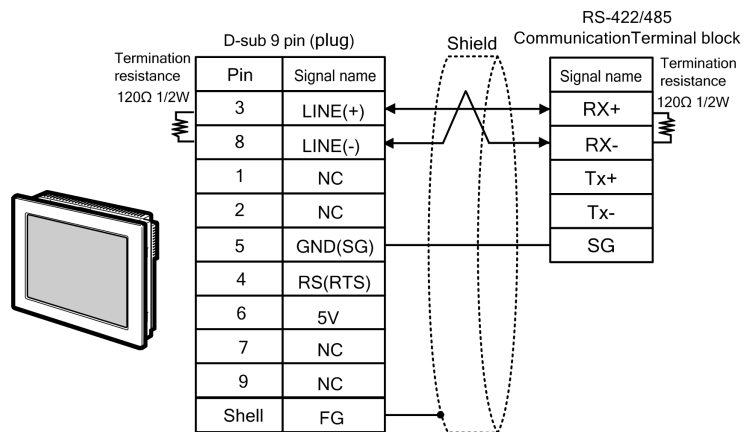 RS-422/485
CommunicationTerminal block
D-sub 9 pin (plug)
Shield
Termination
resistance
120Ω 1/2W
Pin Signal name
3 LINE(+)
8 LINE(-)
1 NC
2 NC
5 GND(SG)
4 RS(RTS)
6 5V
7 NC
9 NC
Shell FG
Signal name
RX+
RX-
Tx+
Tx-
SG
Termination
resistance
120Ω 1/2W